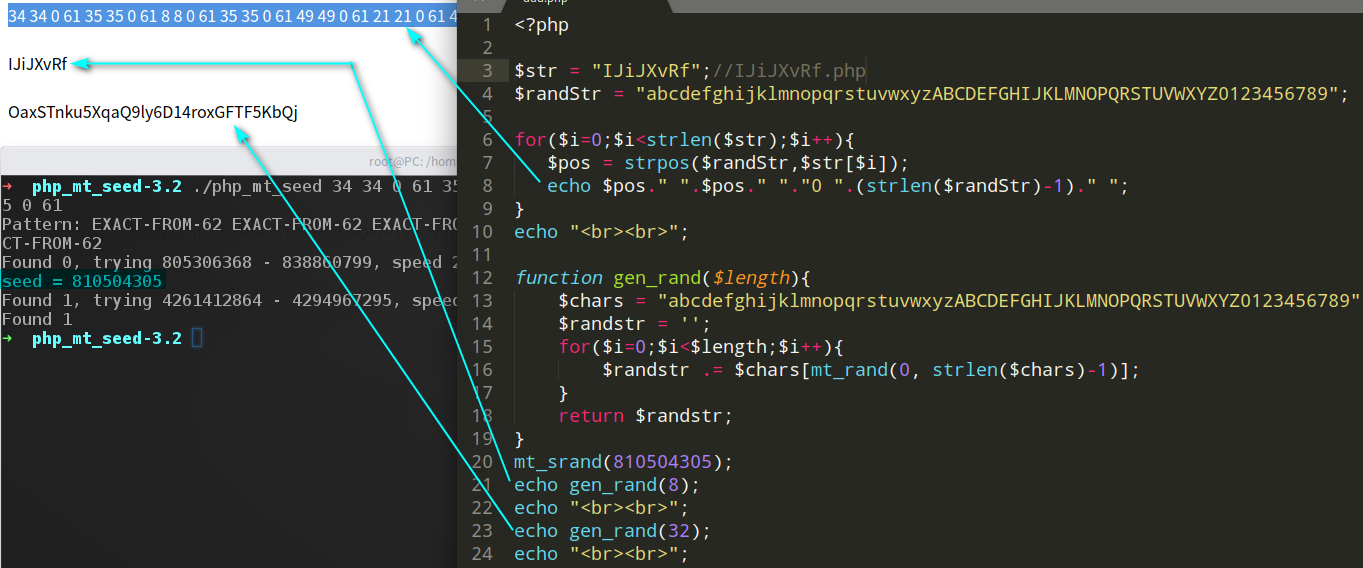 34 34 0 61 35 35 0 61 8 8 0 61 35 35 0 61 49 49 0 61 21 21 0 61 4
IJiJXvRf
OaxSTnku5XqaQ9ly6D14roxGFTF5KbQj
root@PC: /home
➜ php_mt_seed-3.2 ./php_mt_seed 34 34 0 61 35
5 0 61
Pattern: EXACT-FROM-62 EXACT-FROM-62 EXACT-FRO
CT-FROM-62
Found 0, trying 805306368 - 838860799, speed 2
seed = 810504305
Found 1, trying 4261412864 - 4294967295, speed
Found 1
➜ php_mt_seed-3.2
1 <?php
2
3 $str = "IJiJXvRf";//IJiJXvRf.php
4 $randStr = "abcdefghijklmnopqrstuvwxyzABCDEFGHIJKLMNOPQRSTUVWXYZ0123456789";
5
6 for($i=0;$i<strlen($str);$i++){
7 $pos = strpos($randStr,$str[$i]);
8 echo $pos." ".$pos." "."0 ".(strlen($randStr)-1)." ";
9 }
10 echo "<br><br>";
11
12 function gen_rand($length){
13 $chars = "abcdefghijklmnopqrstuvwxyzABCDEFGHIJKLMNOPQRSTUVWXYZ0123456789"
14 $randstr = '';
15 for($i=0;$i<$length;$i++){
16 $randstr .= $chars[mt_rand(0, strlen($chars)-1)];
17 }
18 return $randstr;
19 }
20 mt_srand(810504305);
21 echo gen_rand(8);
22 echo "<br><br>";
23 echo gen_rand(32);
24 echo "<br><br>";